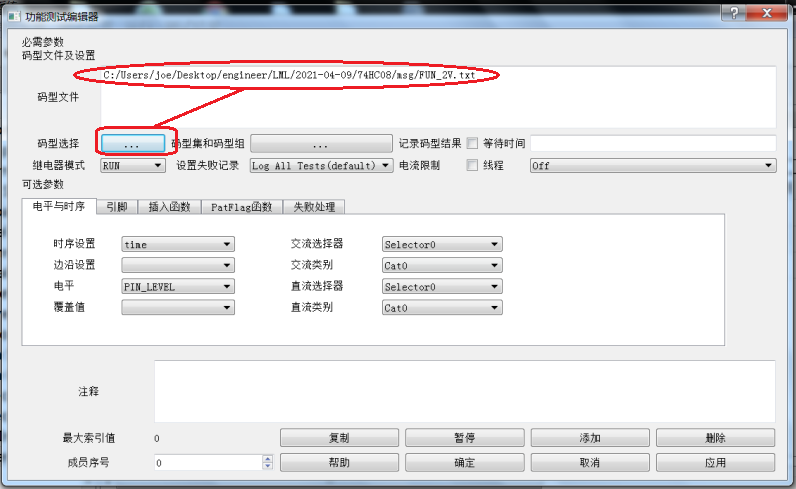 功能测试编辑器
必需参数
码型文件及设置
C:/Users/joe/Desktop/engineer/LML/2021-04-09/74HC08/msg/FUN_2V.txt
码型文件
码型选择 ... 码型集和码型组 ... 记录码型结果 等待时间
继电器模式 RUN 设置失败记录 Log All Tests(default) 电流限制 线程 Off
可选参数
电平与时序 引脚 插入函数 PatFlag函数 失败处理
时序设置 time 交流选择器 Selector0
边沿设置 交流类别 Cat0
电平 PIN_LEVEL 直流选择器 Selector0
覆盖值 直流类别 Cat0
注释
最大索引值 0 复制 暂停 添加 删除
成员序号 0 帮助 确定 取消 应用